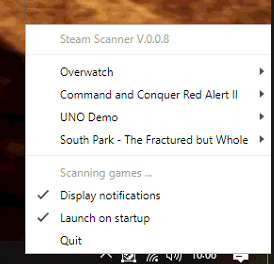 Steam Scanner V.0.0.8
Overwatch
Command and Conquer Red Alert II
UNO Demo
South Park - The Fractured but Whole
Scanning games ...
Display notifications
Launch on startup
Quit